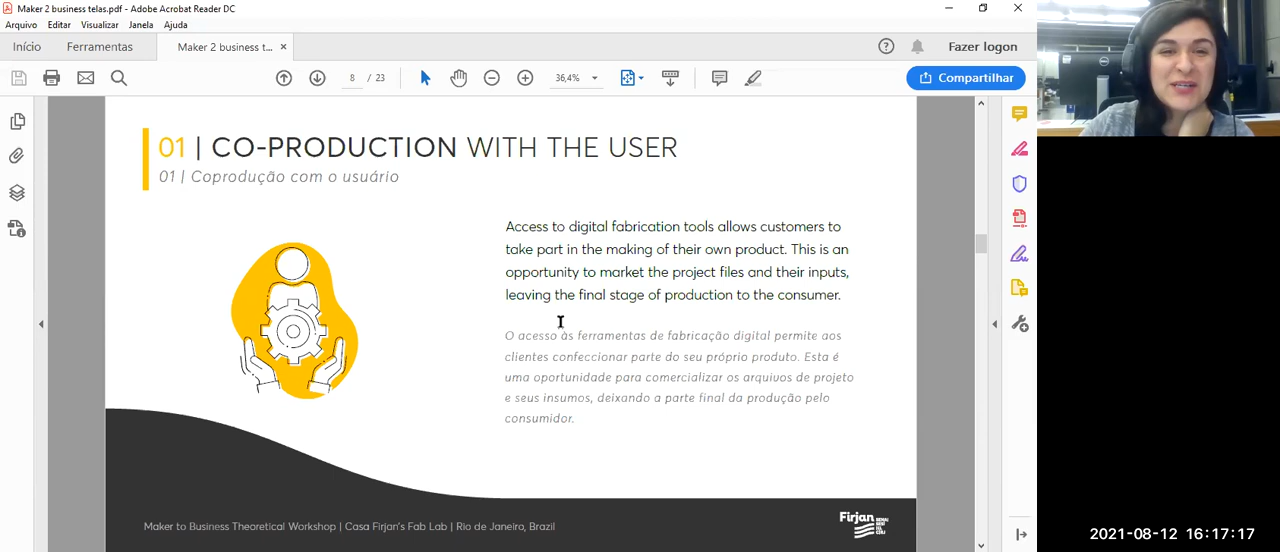 Maker 2 business telas.pdf - Adobe Acrobat Reader DC
Arquivo Editar Visualizar Janela Ajuda
Início Ferramentas Maker 2 business t... × Fazer logon
8 / 23 36,4% Compartilhar
01 | CO-PRODUCTION WITH THE USER
01 | Coprodução com o usuário
Access to digital fabrication tools allows customers to
take part in the making of their own product. This is an
opportunity to market the project files and their inputs,
leaving the final stage of production to the consumer.
O acesso às ferramentas de fabricação digital permite aos
clientes confeccionar parte do seu próprio produto. Esta é
uma oportunidade para comercializar os arquivos de projeto
e seus insumos, deixando a parte final da produção pelo
consumidor.
Maker to Business Theoretical Workshop | Casa Firjan's Fab Lab | Rio de Janeiro, Brazil
Firjan
2021-08-12 16:17:17